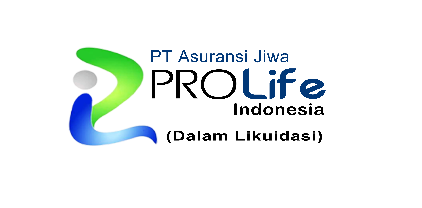 PT Asuransi Jiwa
PROLife
Indonesia
(Dalam Likuidasi)